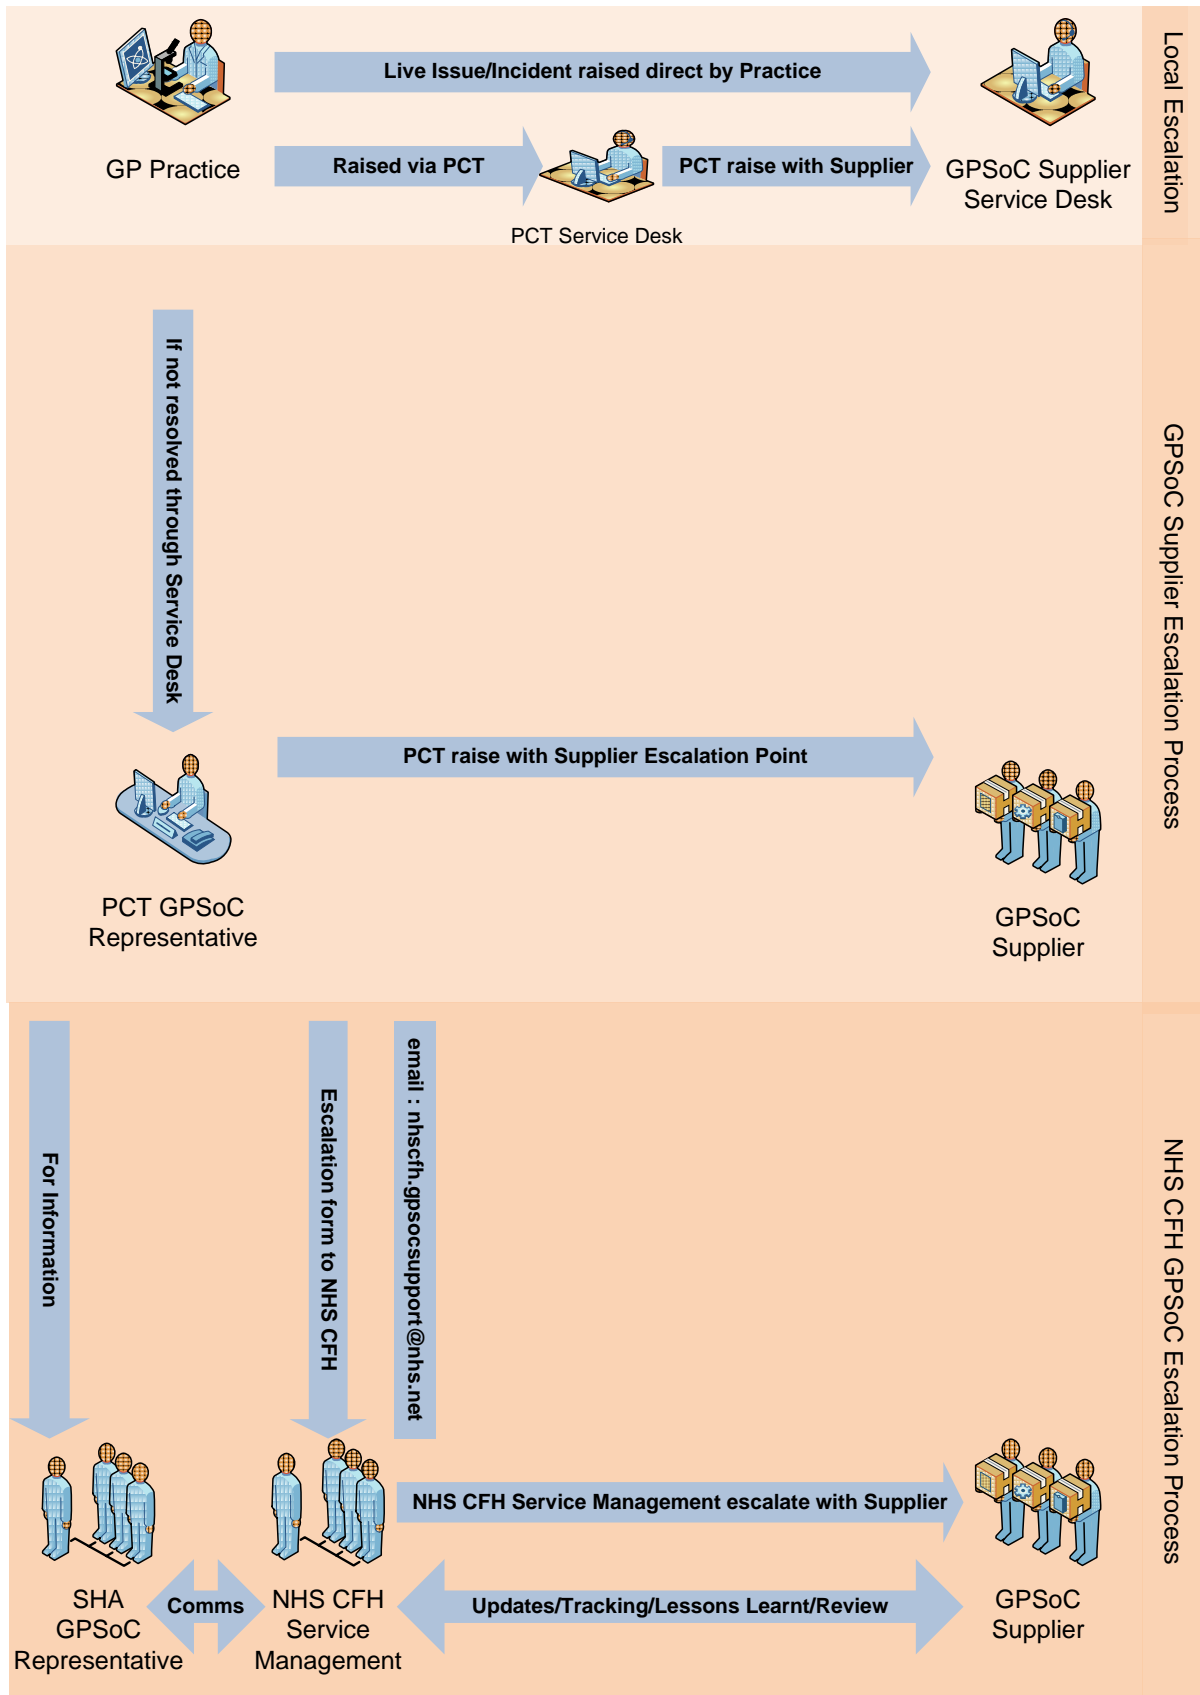 Live Issue/Incident raised direct by Practice
GP Practice
Raised via PCT
PCT raise with Supplier
GPSoC Supplier
Service Desk
PCT Service Desk
Local Escalation
If not resolved through Service Desk
PCT raise with Supplier Escalation Point
PCT GPSoC
Representative
GPSoC
Supplier
GPSoC Supplier Escalation Process
For Information
Escalation form to NHS CFH
email : nhscfh.gpsocsupport@nhs.net
NHS CFH Service Management escalate with Supplier
SHA
GPSoC
Representative
Comms
NHS CFH
Service
Management
Updates/Tracking/Lessons Learnt/Review
GPSoC
Supplier
NHS CFH GPSoC Escalation Process